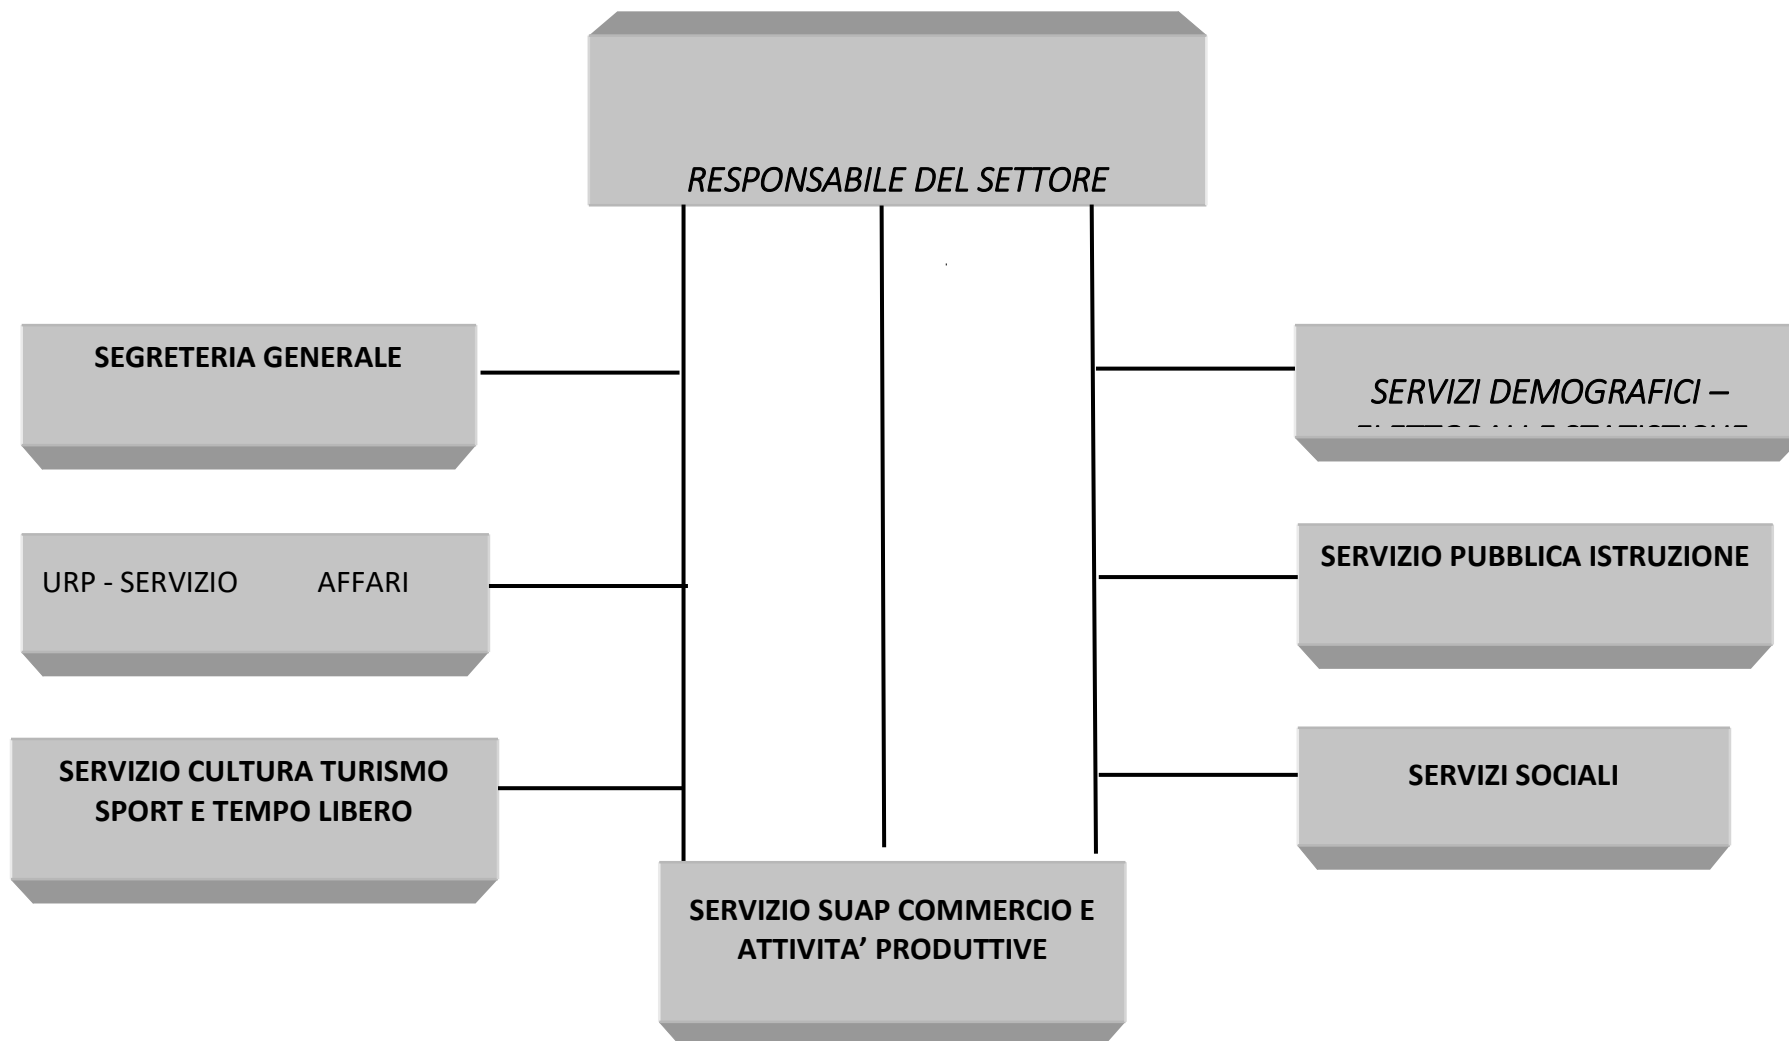 RESPONSABILE DEL SETTORE
SEGRETERIA GENERALE
SERVIZI DEMOGRAFICI –
URP - SERVIZIO AFFARI
SERVIZIO PUBBLICA ISTRUZIONE
SERVIZIO CULTURA TURISMO
SPORT E TEMPO LIBERO
SERVIZI SOCIALI
SERVIZIO SUAP COMMERCIO E
ATTIVITA’ PRODUTTIVE